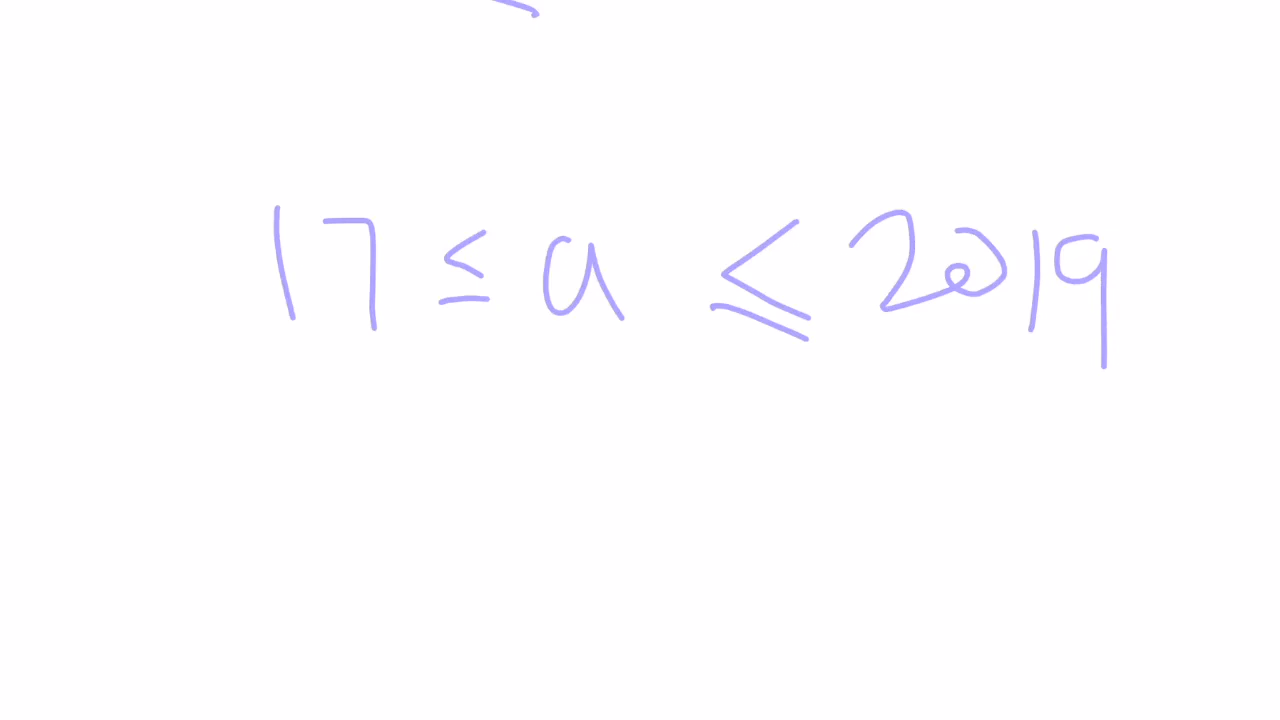 17 ≤ a ≤ 2019